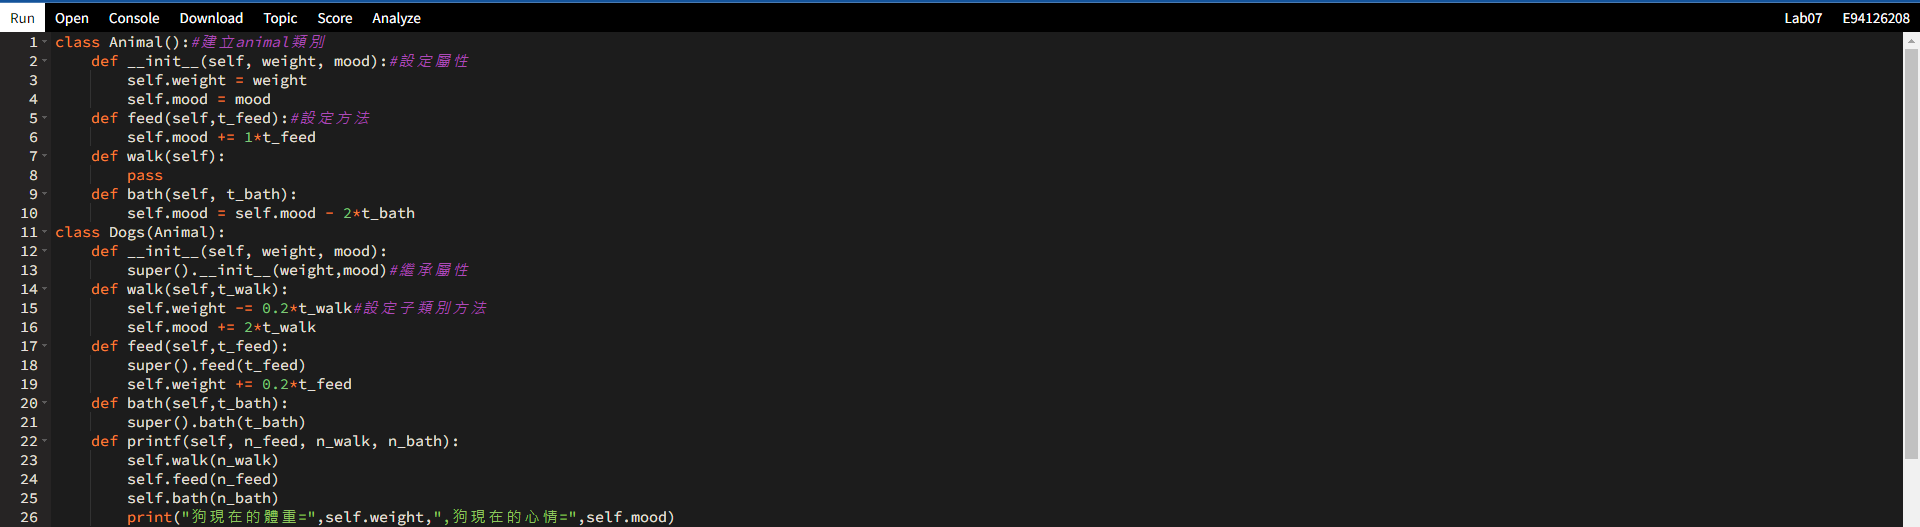 Run Open Console Download Topic Score Analyze Lab07 E94126208
1 class Animal():#建立animal類別
2     def __init__(self, weight, mood):#設定屬性
3         self.weight = weight
4         self.mood = mood
5     def feed(self,t_feed):#設定方法
6         self.mood += 1*t_feed
7     def walk(self):
8         pass
9     def bath(self, t_bath):
10         self.mood = self.mood - 2*t_bath
11 class Dogs(Animal):
12     def __init__(self, weight, mood):
13         super().__init__(weight,mood)#繼承屬性
14     def walk(self,t_walk):
15         self.weight -= 0.2*t_walk#設定子類別方法
16         self.mood += 2*t_walk
17     def feed(self,t_feed):
18         super().feed(t_feed)
19         self.weight += 0.2*t_feed
20     def bath(self,t_bath):
21         super().bath(t_bath)
22     def printf(self, n_feed, n_walk, n_bath):
23         self.walk(n_walk)
24         self.feed(n_feed)
25         self.bath(n_bath)
26         print("狗現在的體重=",self.weight,",狗現在的心情=",self.mood)